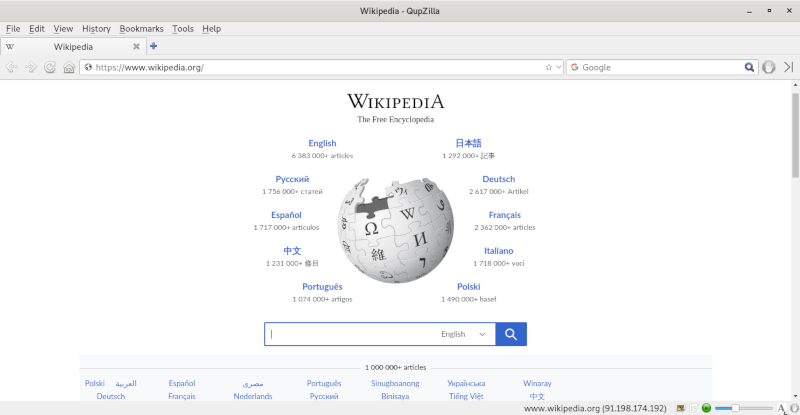 Wikipedia - QupZilla
File Edit View History Bookmarks Tools Help
W Wikipedia
https://www.wikipedia.org/ Google
WIKIPEDIA
The Free Encyclopedia
English 日本語
6 383 000+ articles 1 292 000+ 記事
Русский Deutsch
1 756 000+ статей 2 617 000+ Artikel
Español Français
1 717 000+ artículos 2 362 000+ articles
中文 Italiano
1 231 000+ 條目 1 718 000+ voci
Português Polski
1 074 000+ artigos 1 490 000+ haseł
Ω W И 維
English
1 000 000+ articles
Polski العربية Español مصرى Português Sinugboanong Українська Winaray
Deutsch Français Nederlands Русский Binisaya Tiếng Việt 中文
www.wikipedia.org (91.198.174.192) A